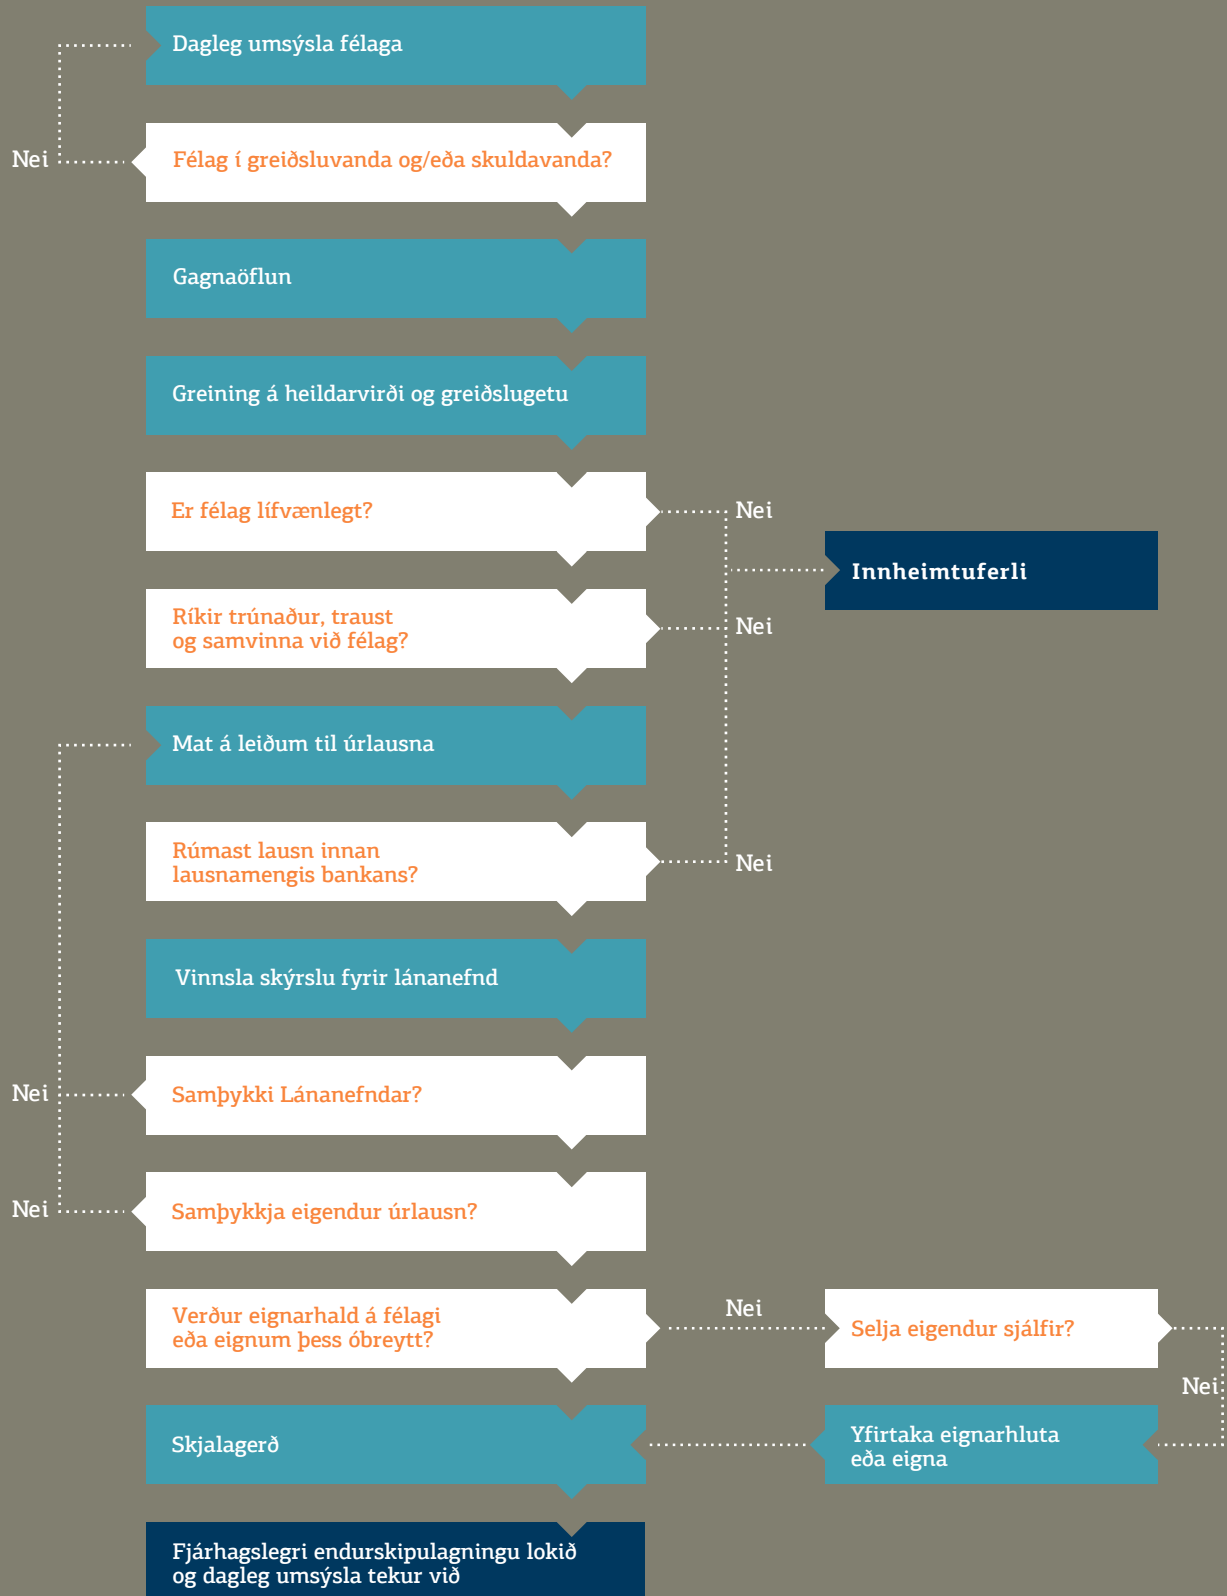 Dagleg umsýsla félaga
Nei
Félag í greiðsluvanda og/eða skuldavanda?
Gagnaöflun
Greining á heildarvirði og greiðslugetu
Er félag lífvænlegt?
Nei
Innheimtuferli
Ríkir trúnaður, traust
og samvinna við félag?
Nei
Mat á leiðum til úrlausna
Rúmast lausn innan
lausnamengis bankans?
Nei
Vinnsla skýrslu fyrir lánanefnd
Nei
Samþykki Lánanefndar?
Nei
Samþykkja eigendur úrlausn?
Verður eignarhald á félagi
eða eignum þess óbreytt?
Nei
Selja eigendur sjálfir?
Nei
Skjalagerð
Yfirtaka eignarhluta
eða eigna
Fjárhagslegri endurskipulagningu lokið
og dagleg umsýsla tekur við